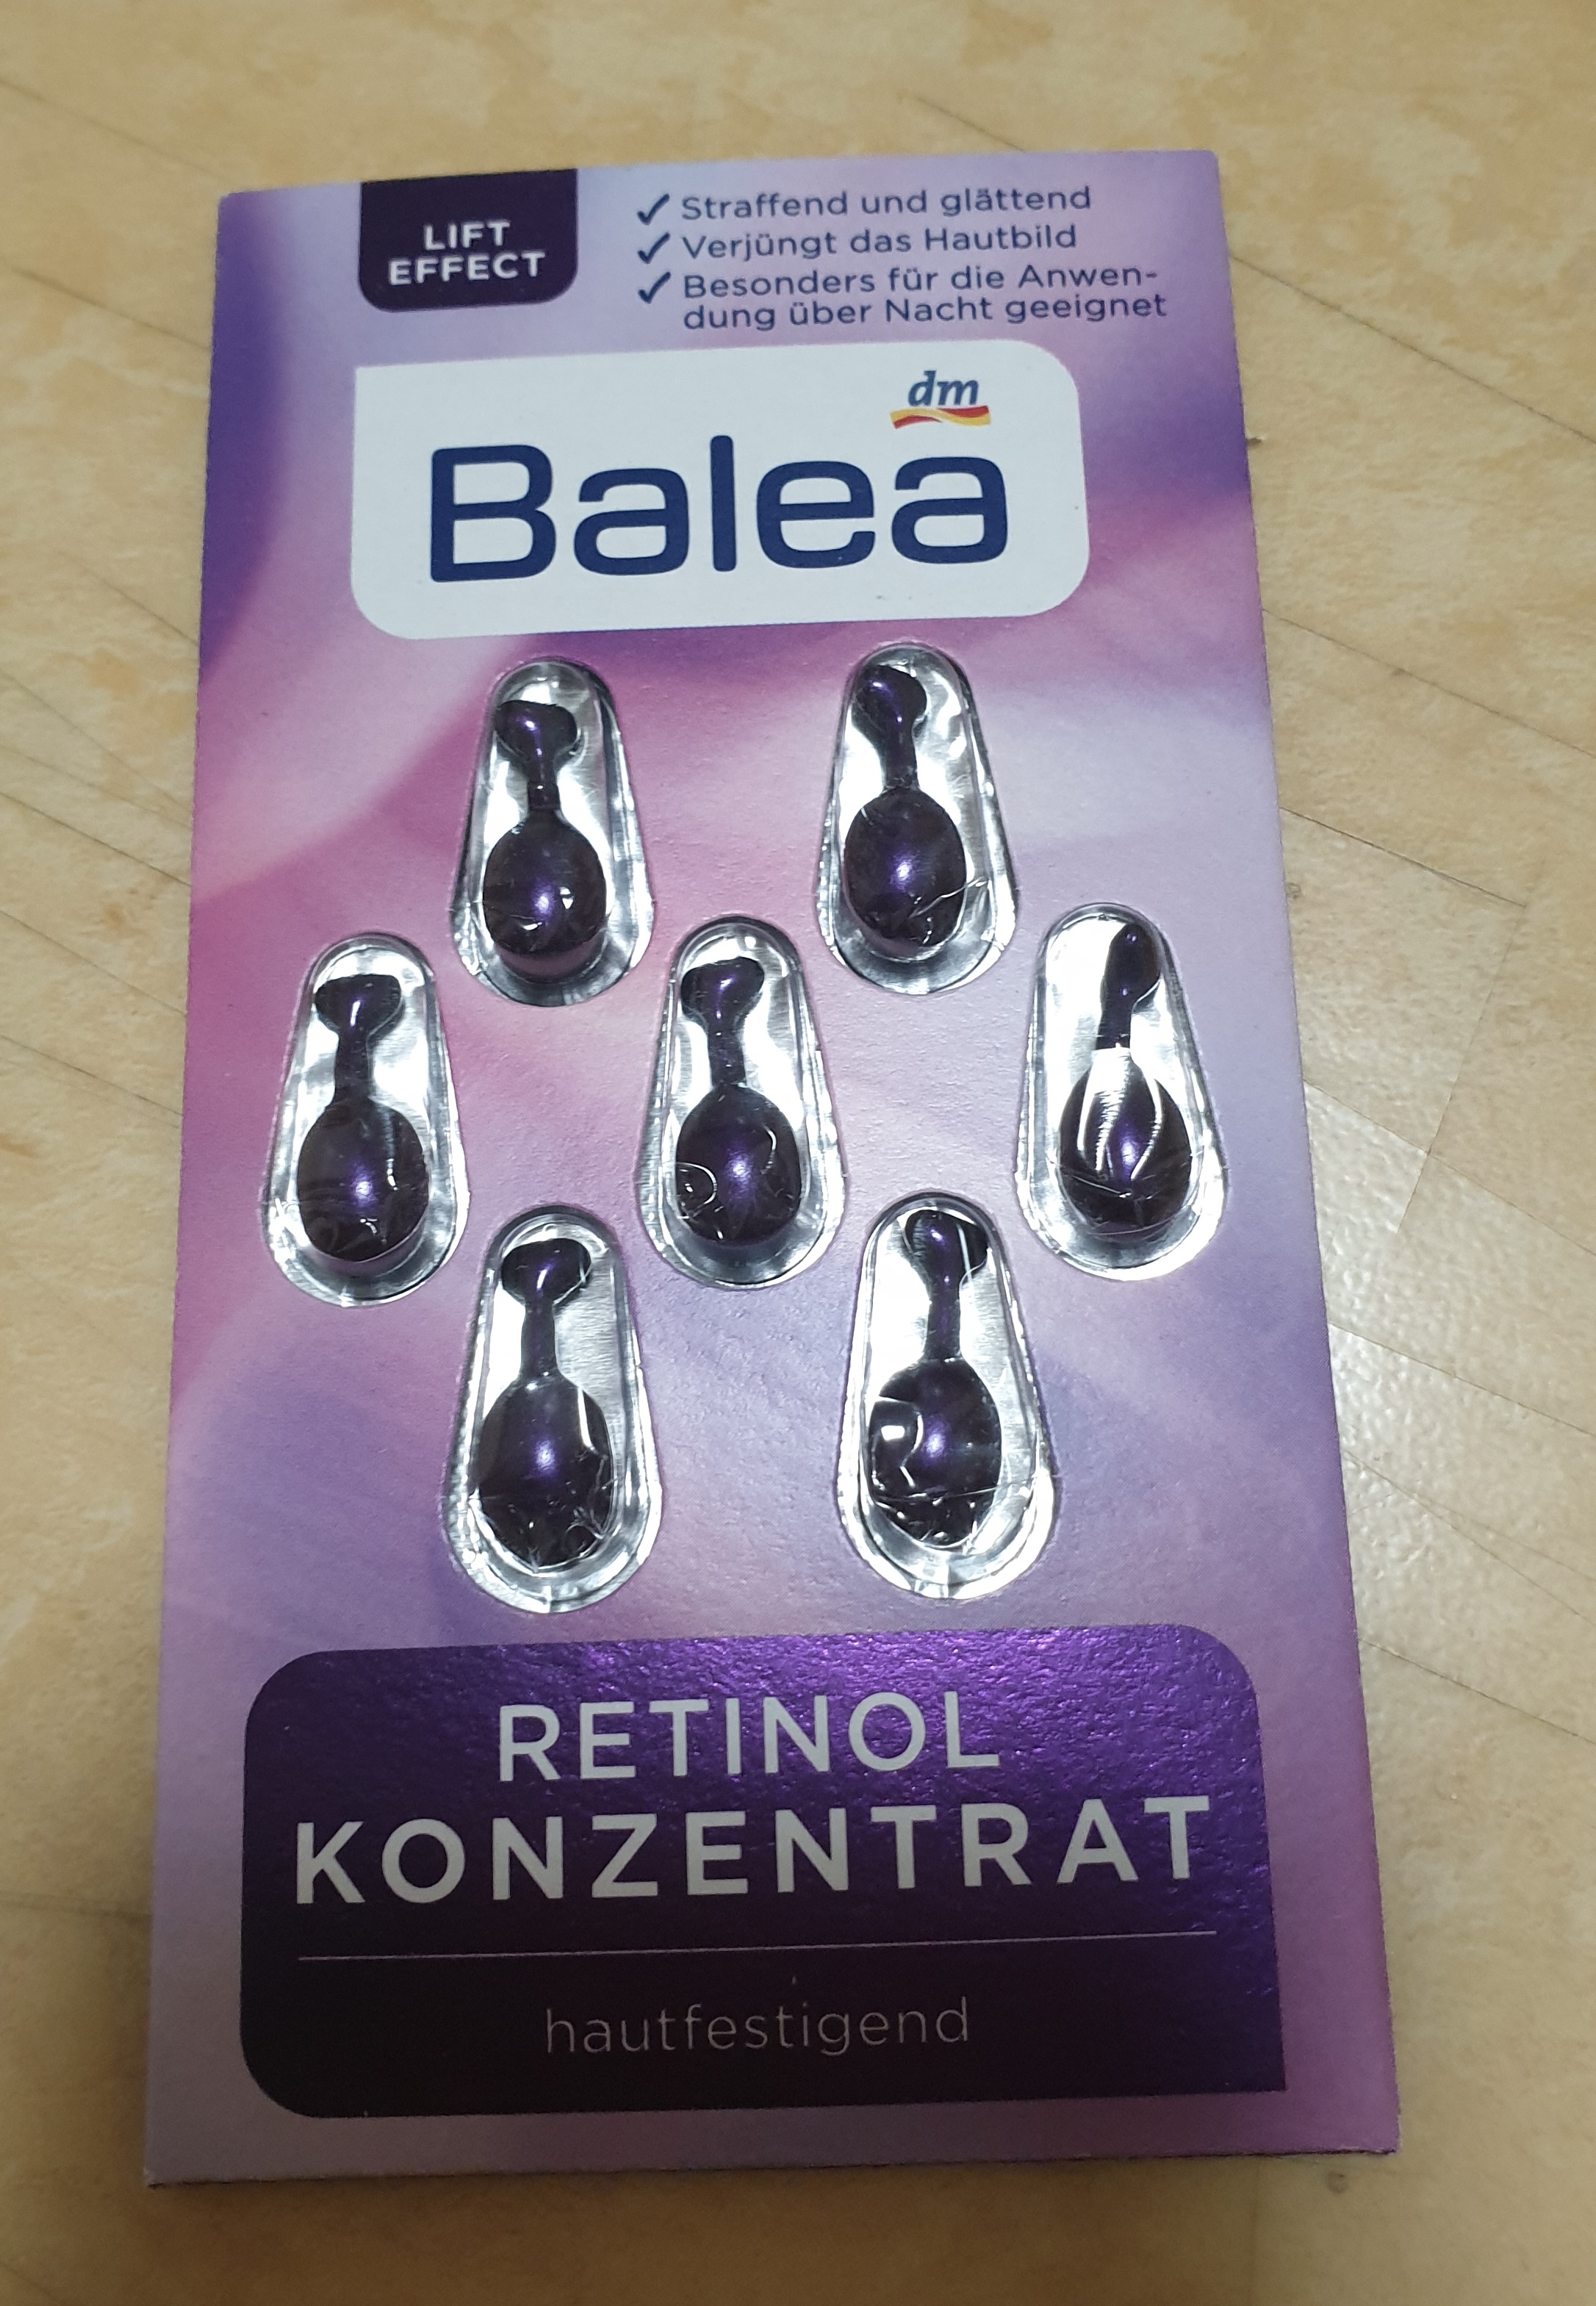 LIFT
EFFECT
✓ Straffend und glättend
✓ Verjüngt das Hautbild
✓ Besonders für die Anwen-
dung über Nacht geeignet
dm
Balea
RETINOL
KONZENTRAT
hautfestigend